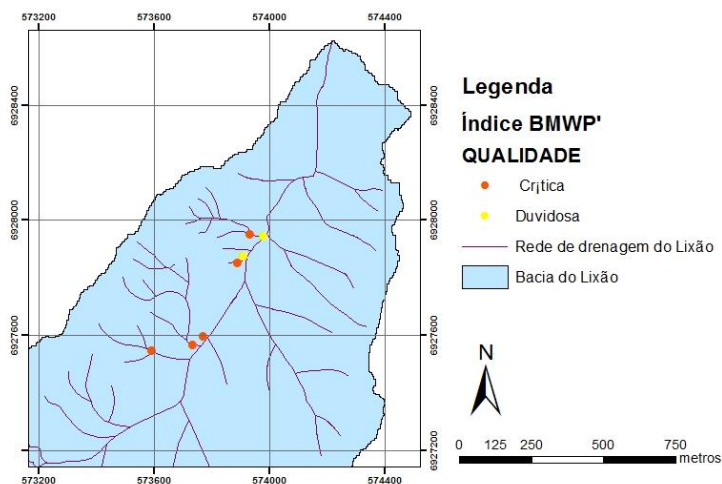 573200 573600 574000 574400
6928400
6928000
6927600
6927200
6928400
6928000
6927600
6927200
573200 573600 574000 574400
Legenda
Índice BMWP'
QUALIDADE
Cr¡tica
Duvidosa
Rede de drenagem do Lixão
Bacia do Lixão
N
0 125 250 500 750
metros